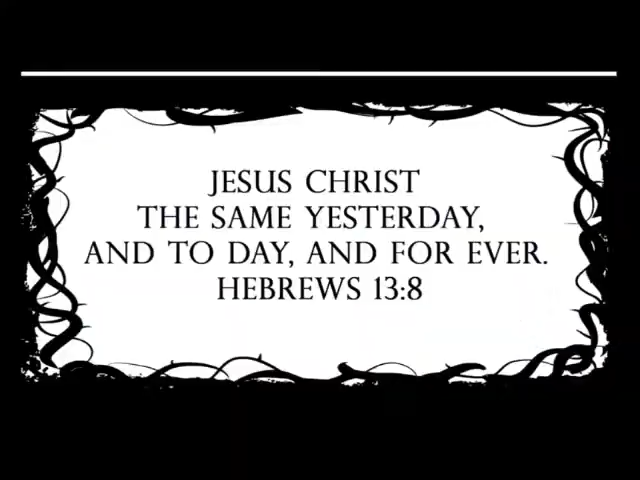 JESUS CHRIST
THE SAME YESTERDAY,
AND TO DAY, AND FOR EVER.
HEBREWS 13:8